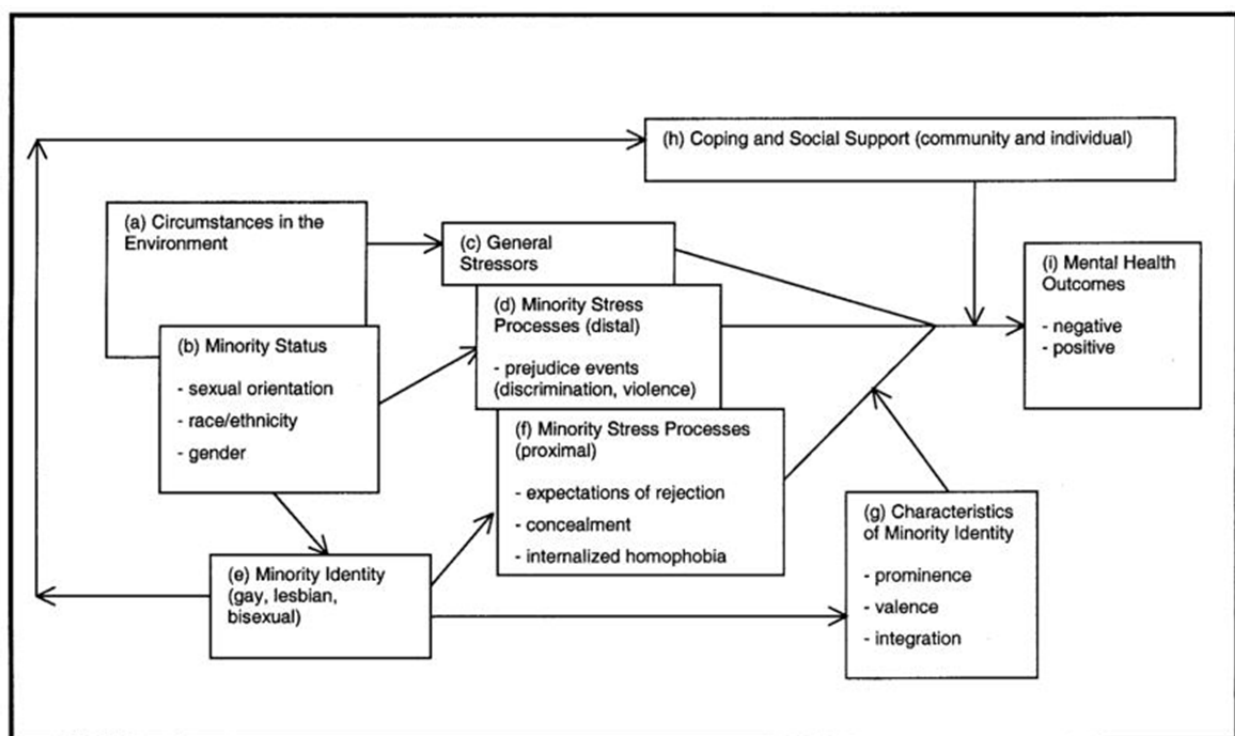 (h) Coping and Social Support (community and individual)
(a) Circumstances in the
Environment
(c) General
Stressors
(i) Mental Health
Outcomes
- negative
- positive
(d) Minority Stress
Processes (distal)
- prejudice events
(discrimination, violence)
(b) Minority Status
- sexual orientation
- race/ethnicity
- gender
(f) Minority Stress Processes
(proximal)
- expectations of rejection
- concealment
- internalized homophobia
(g) Characteristics
of Minority Identity
- prominence
- valence
- integration
(e) Minority Identity
(gay, lesbian,
bisexual)